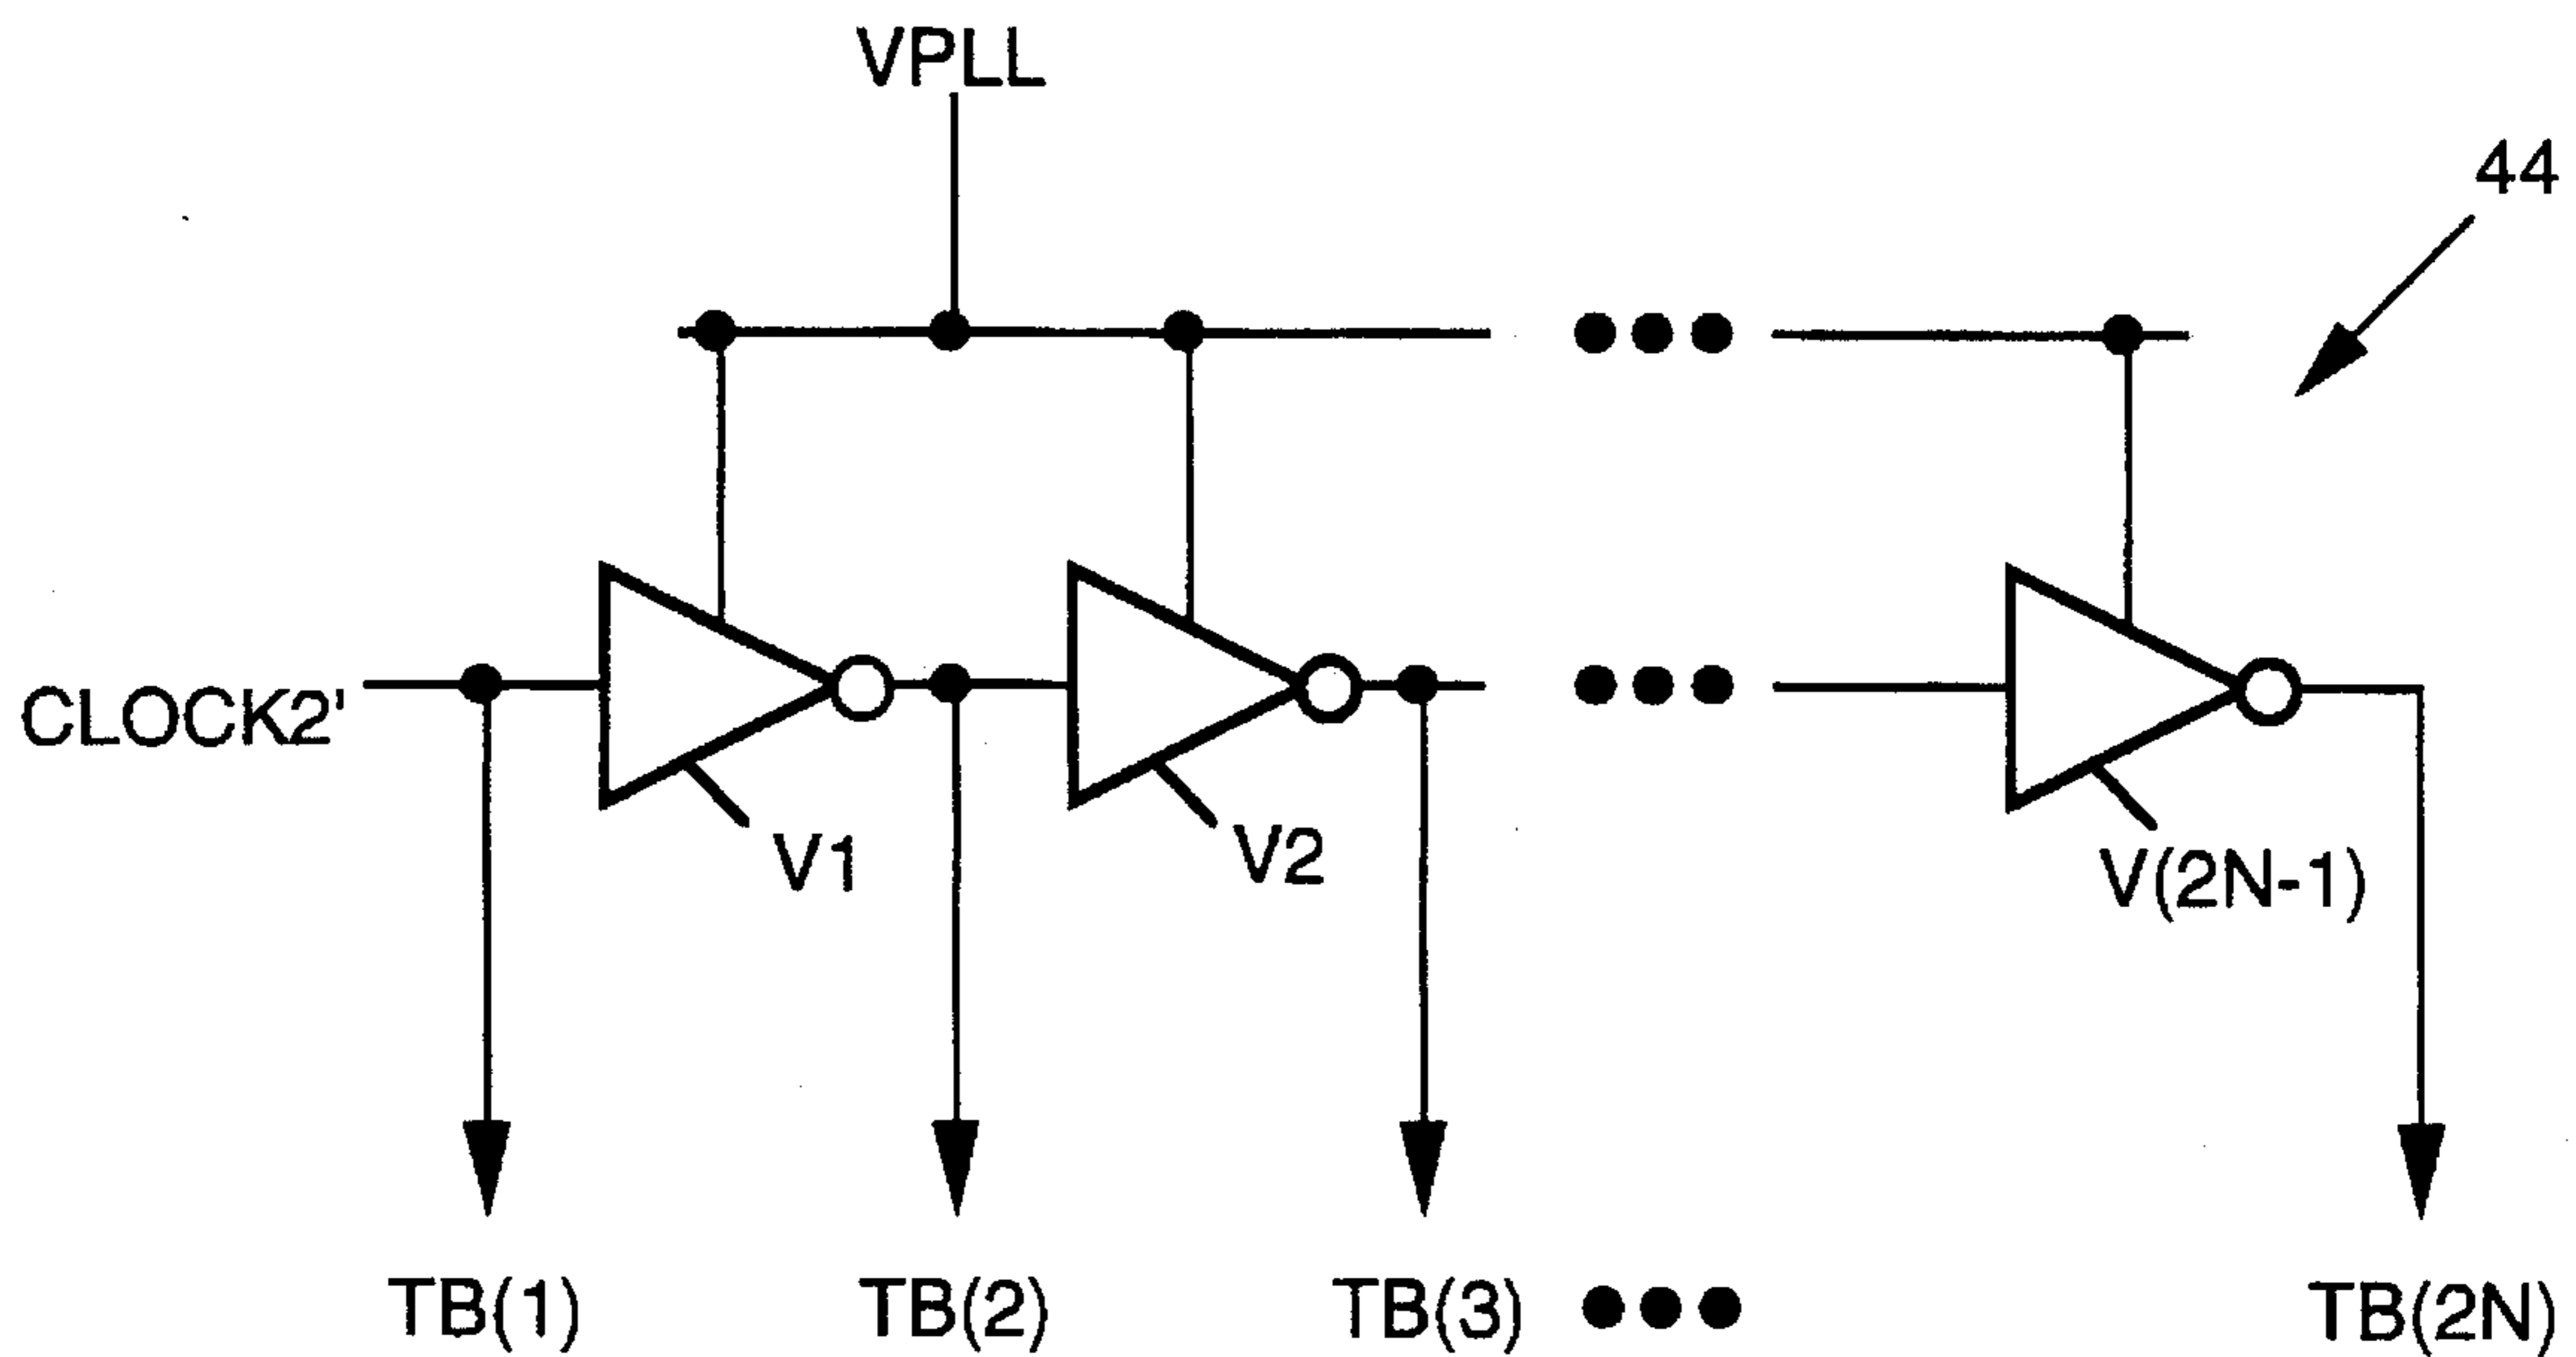 VPLL
44
CLOCK2'
V1
V2
V(2N-1)
TB(1) TB(2) TB(3) ●●● TB(2N)